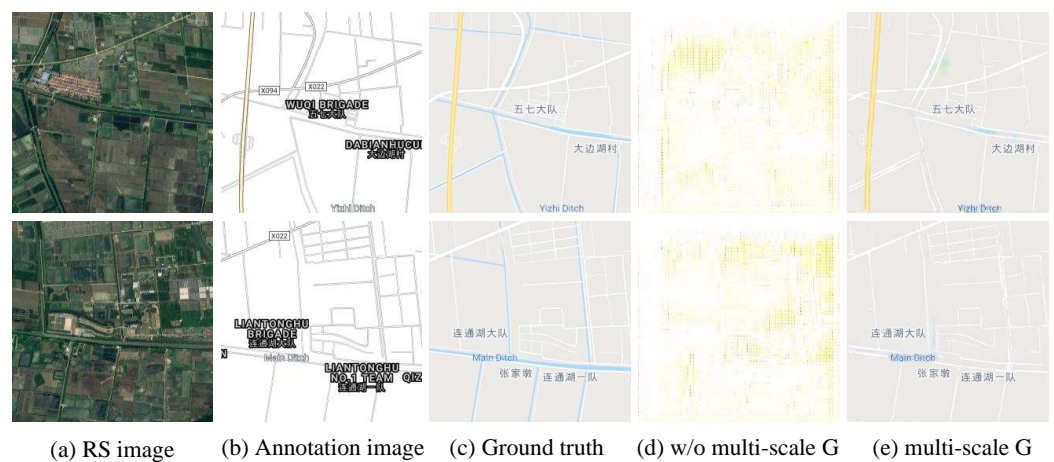 X094
X022
WUQI BRIGADE
五七大队
DABIANHUCU
大边湖村
Yizhi Ditch
五七大队
大边湖村
Yizhi Ditch
五七大队
大边湖村
Yizhi Ditch
X022
LIANTONGHU
BRIGADE
连通湖大队
N
Main Ditch
LIANTONGHU
NO.1 TEAM QIZ
连通湖一队
连通湖大队
Main Ditch
张家墩 连通湖一队
连通湖大队
Main Ditch
张家墩 连通湖一队
(a) RS image
(b) Annotation image
(c) Ground truth
(d) w/o multi-scale G
(e) multi-scale G